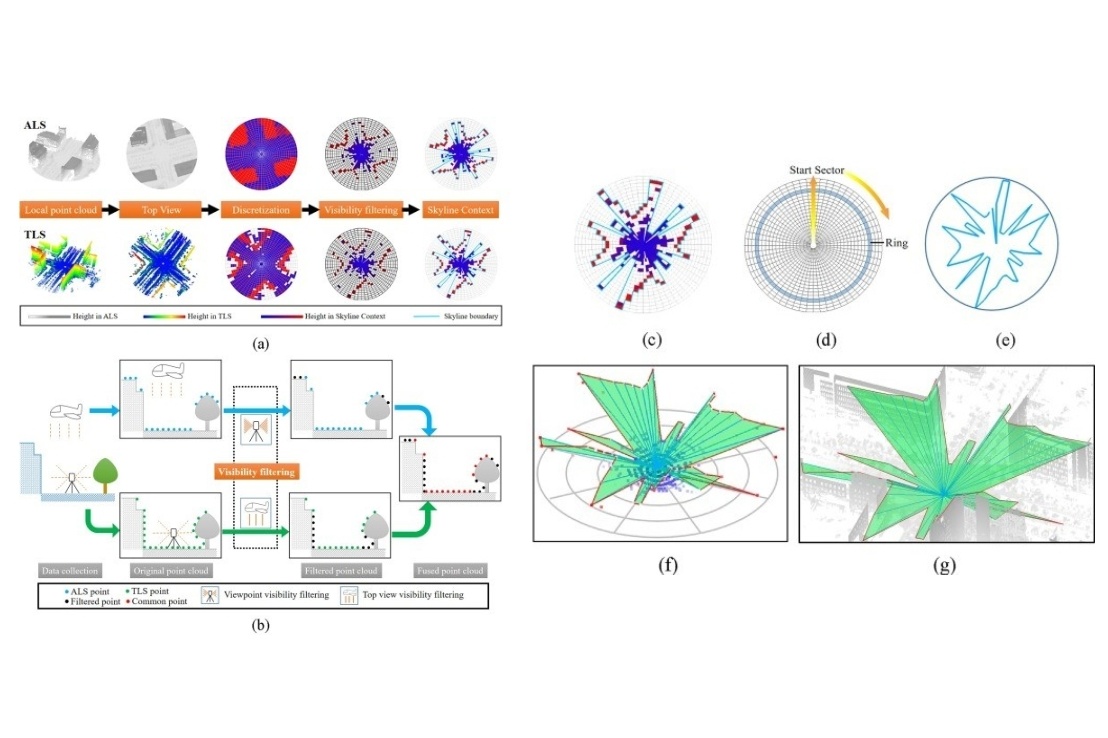 ALS
Local point cloud
Top View
Discretization
Visibility filtering
Skyline Context
TLS
Height in ALS
Height in TLS
Height in Skyline Context
Skyline boundary
(a)
Visibility filtering
Data collection
Original point cloud
Filtered point cloud
Fused point cloud
ALS point
TLS point
Viewpoint visibility filtering
Top view visibility filtering
Filtered point
Common point
(b)
Start Sector
Ring
(c)
(d)
(e)
(f)
(g)